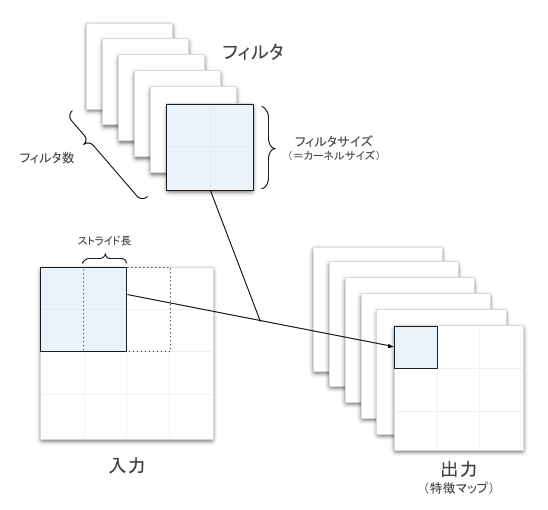 フィルタ
フィルタサイズ
(＝カーネルサイズ)
フィルタ数
ストライド長
入力
出力
(特徴マップ)